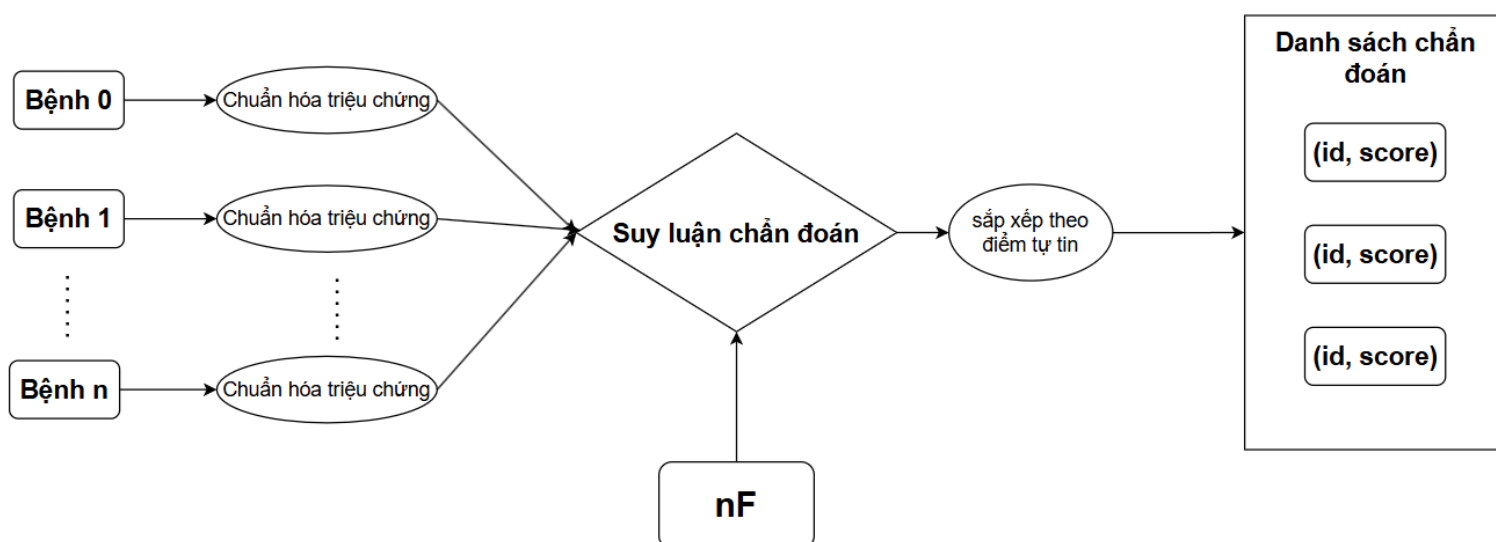 Bệnh 0
Chuẩn hóa triệu chứng
Bệnh 1
Chuẩn hóa triệu chứng
Bệnh n
Chuẩn hóa triệu chứng
Suy luận chẩn đoán
nF
sắp xếp theo
điểm tự tin
Danh sách chẩn
đoán
(id, score)
(id, score)
(id, score)